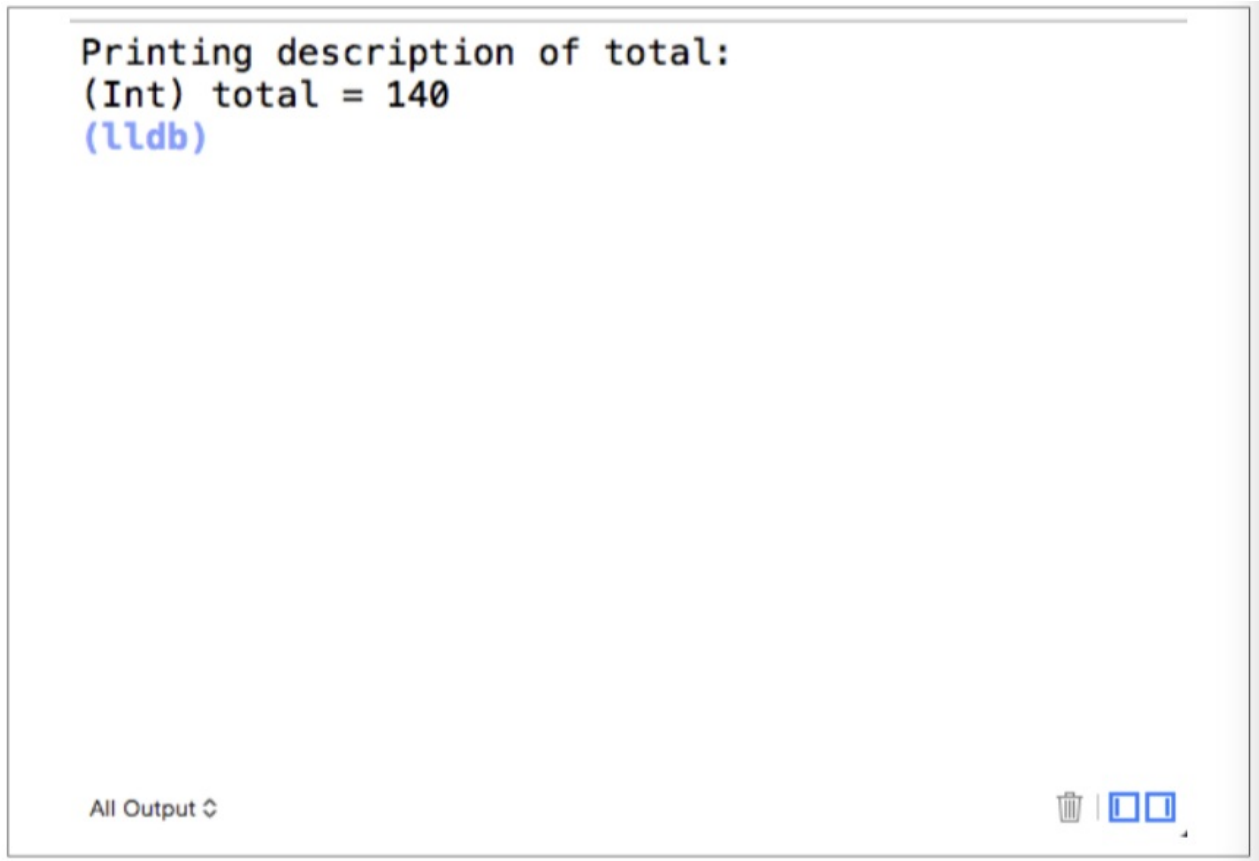 Printing description of total:
(Int) total = 140
(lldb)
All Output